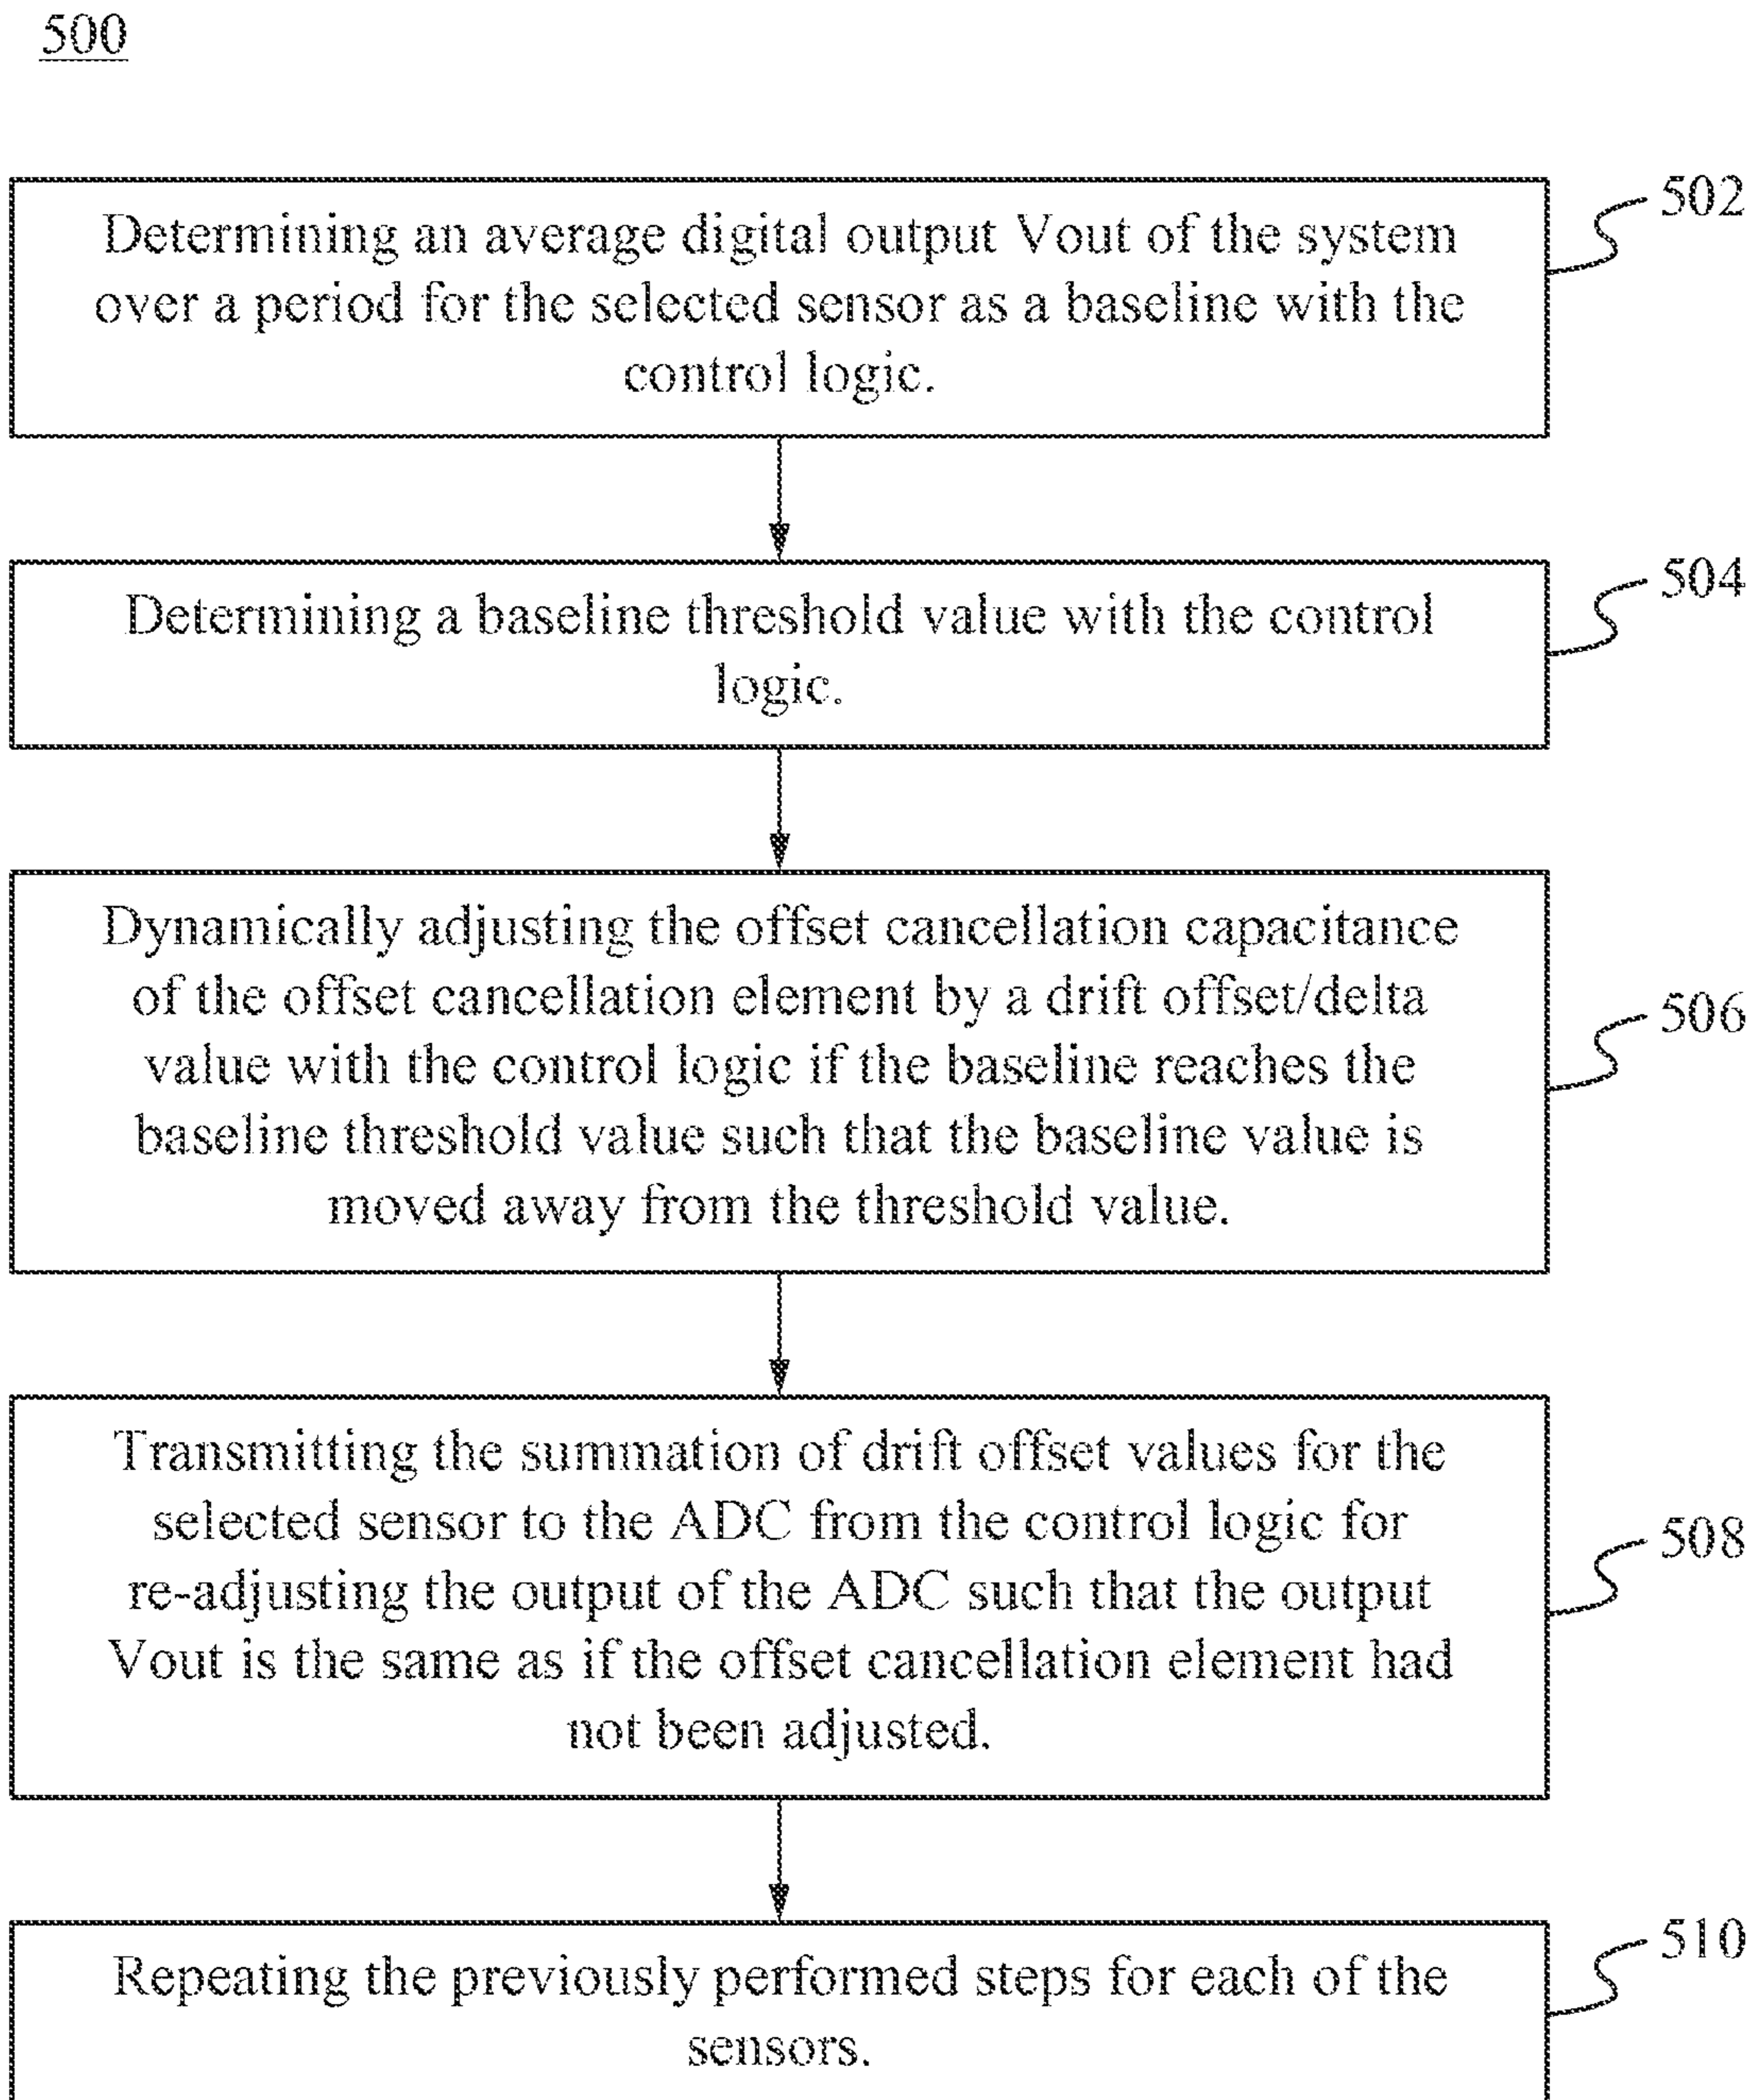 500
Determining an average digital output Vout of the system
over a period for the selected sensor as a baseline with the
control logic.
502
Determining a baseline threshold value with the control
logic.
504
Dynamically adjusting the offset cancellation capacitance
of the offset cancellation element by a drift offset/delta
value with the control logic if the baseline reaches the
baseline threshold value such that the baseline value is
moved away from the threshold value.
506
Transmitting the summation of drift offset values for the
selected sensor to the ADC from the control logic for
re-adjusting the output of the ADC such that the output
Vout is the same as if the offset cancellation element had
not been adjusted.
508
Repeating the previously performed steps for each of the
sensors.
510